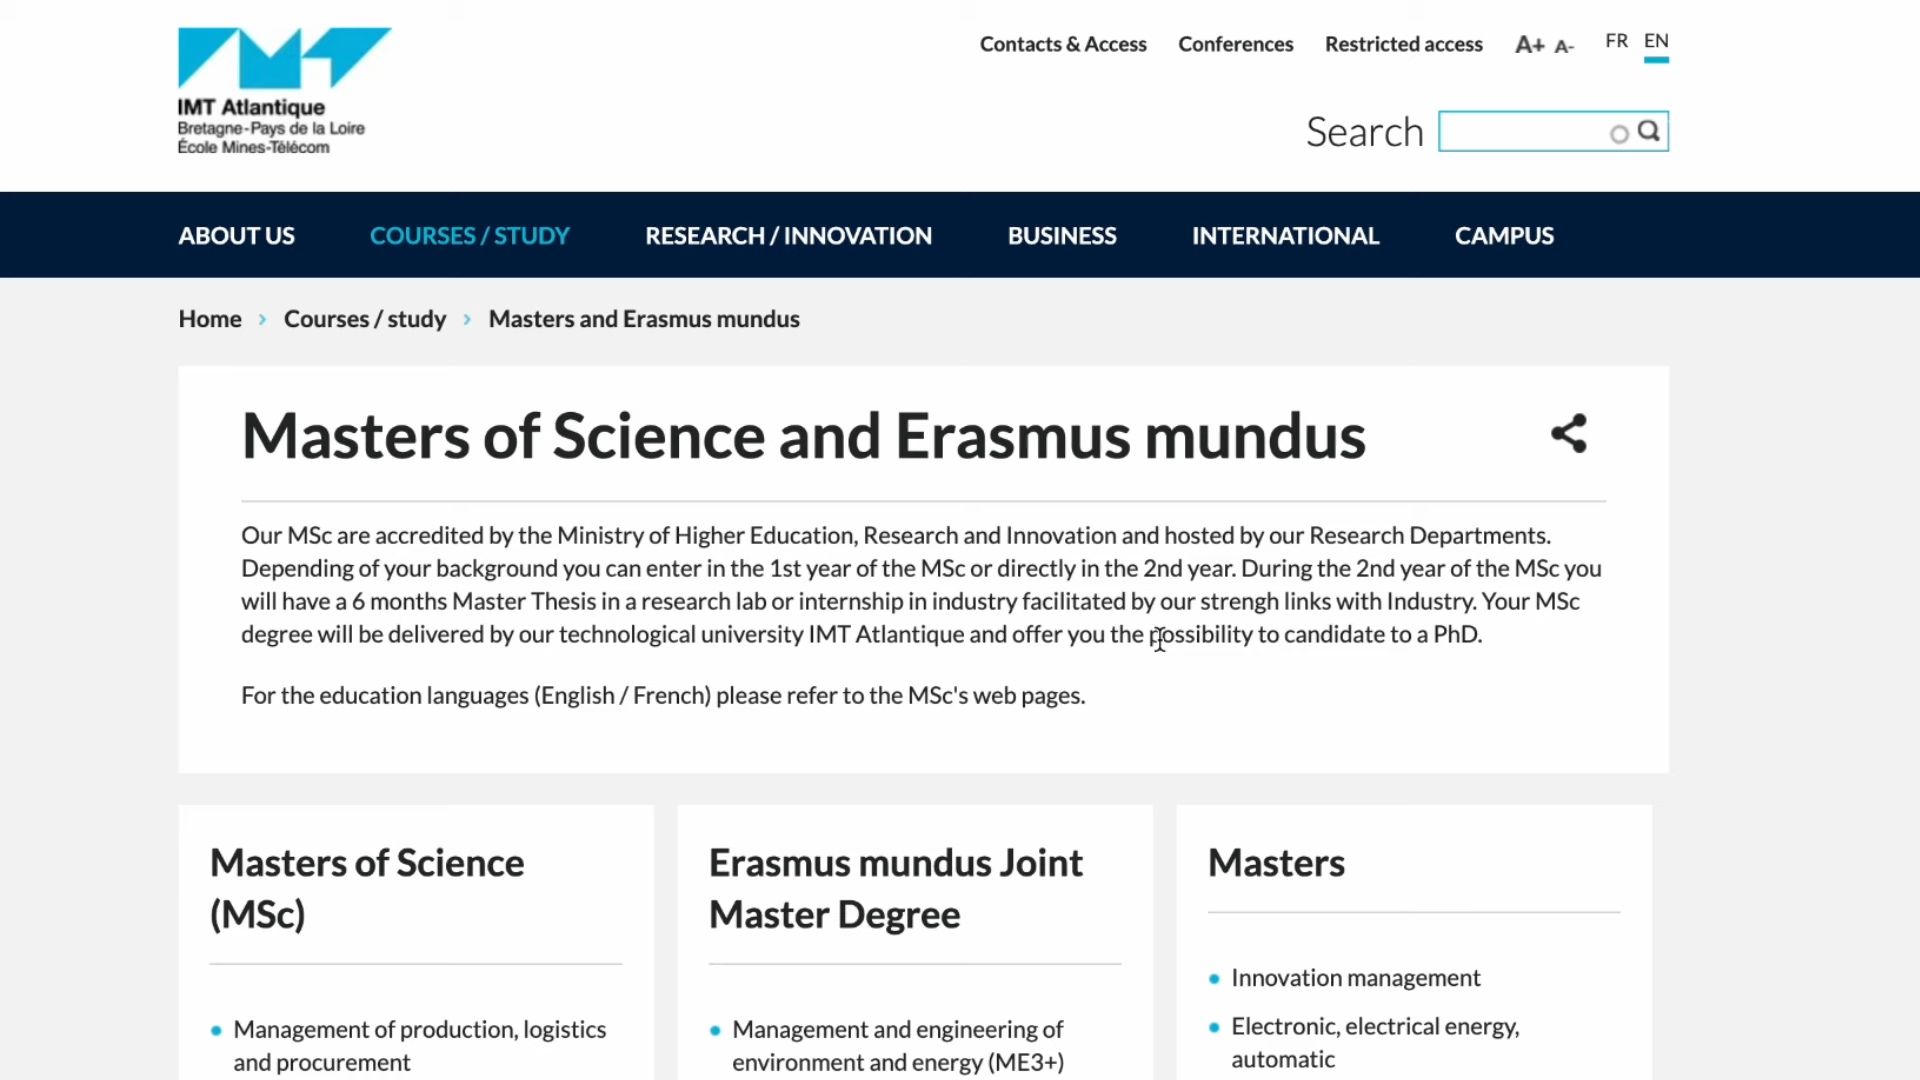 IMT Atlantique
Bretagne-Pays de la Loire
École Mines-Télécom
Contacts & Access
Conferences
Restricted access
A+ A-
FR EN
Search
ABOUT US
COURSES / STUDY
RESEARCH / INNOVATION
BUSINESS
INTERNATIONAL
CAMPUS
Home > Courses / study > Masters and Erasmus mundus
Masters of Science and Erasmus mundus
Our MSc are accredited by the Ministry of Higher Education, Research and Innovation and hosted by our Research Departments.
Depending of your background you can enter in the 1st year of the MSc or directly in the 2nd year. During the 2nd year of the MSc you
will have a 6 months Master Thesis in a research lab or internship in industry facilitated by our strengh links with Industry. Your MSc
degree will be delivered by our technological university IMT Atlantique and offer you the possibility to candidate to a PhD.
For the education languages (English / French) please refer to the MSc's web pages.
Masters of Science
(MSc)
Management of production, logistics
and procurement
Erasmus mundus Joint
Master Degree
Management and engineering of
environment and energy (ME3+)
Masters
Innovation management
Electronic, electrical energy,
automatic